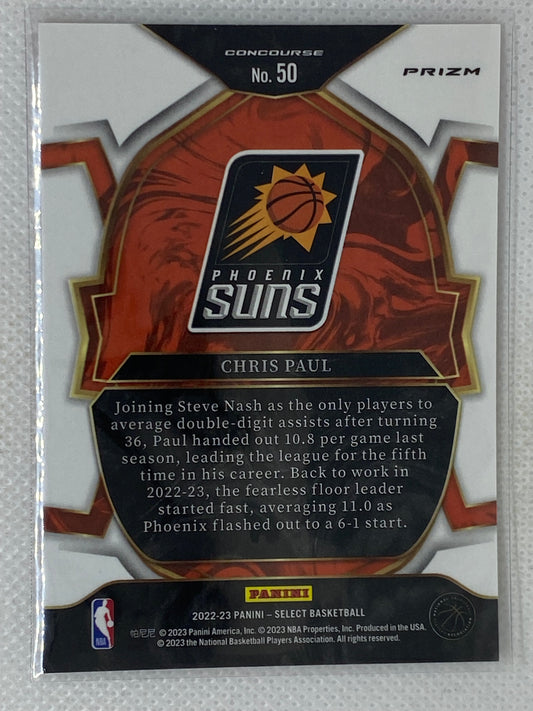 CONCOURSE
No. 50
PRIZM
PHOENIX
SUNS
CHRIS PAUL
Joining Steve Nash as the only players to
average double-digit assists after turning
36, Paul handed out 10.8 per game last
season, leading the league for the fifth
time in his career. Back to work in
2022-23, the fearless floor leader
started fast, averaging 11.0 as
Phoenix flashed out to a 6-1 start.
PANINI
2022-23 PANINI – SELECT BASKETBALL
帕尼尼 © 2023 Panini America, Inc. © 2023 NBA Properties, Inc. Produced in the USA.
© 2023 the National Basketball Players Association. All rights reserved.
NBA